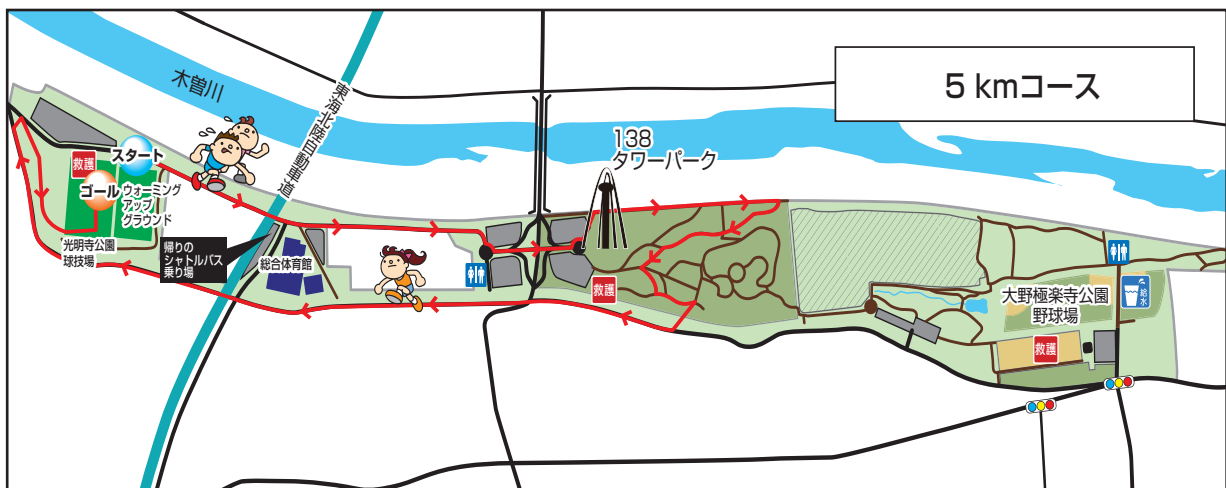 5 kmコース
木曽川
東海北陸自動車道
138
タワーパーク
救護
スタート
ゴール
ウォーミング
アップ
グラウンド
光明寺公園
球技場
帰りの
シャトルバス
乗り場
総合体育館
救護
大野極楽寺公園
野球場
給水
救護